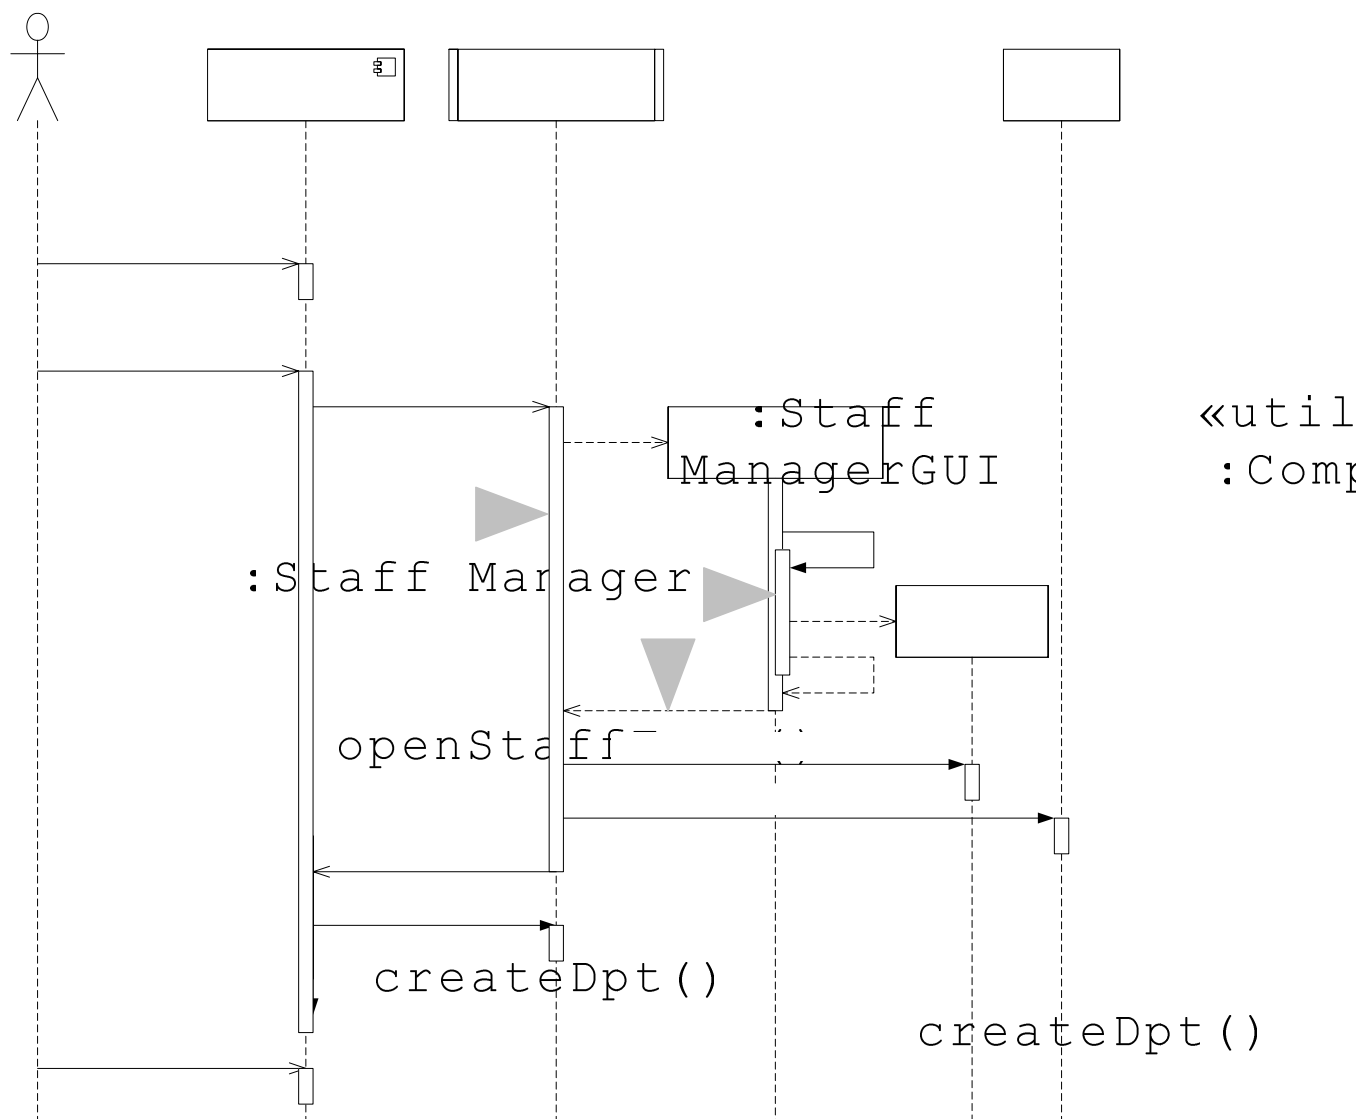 :Staff
ManagerGUI
«util
:Comp
:Staff Manager
openStaff
createDpt()
createDpt()